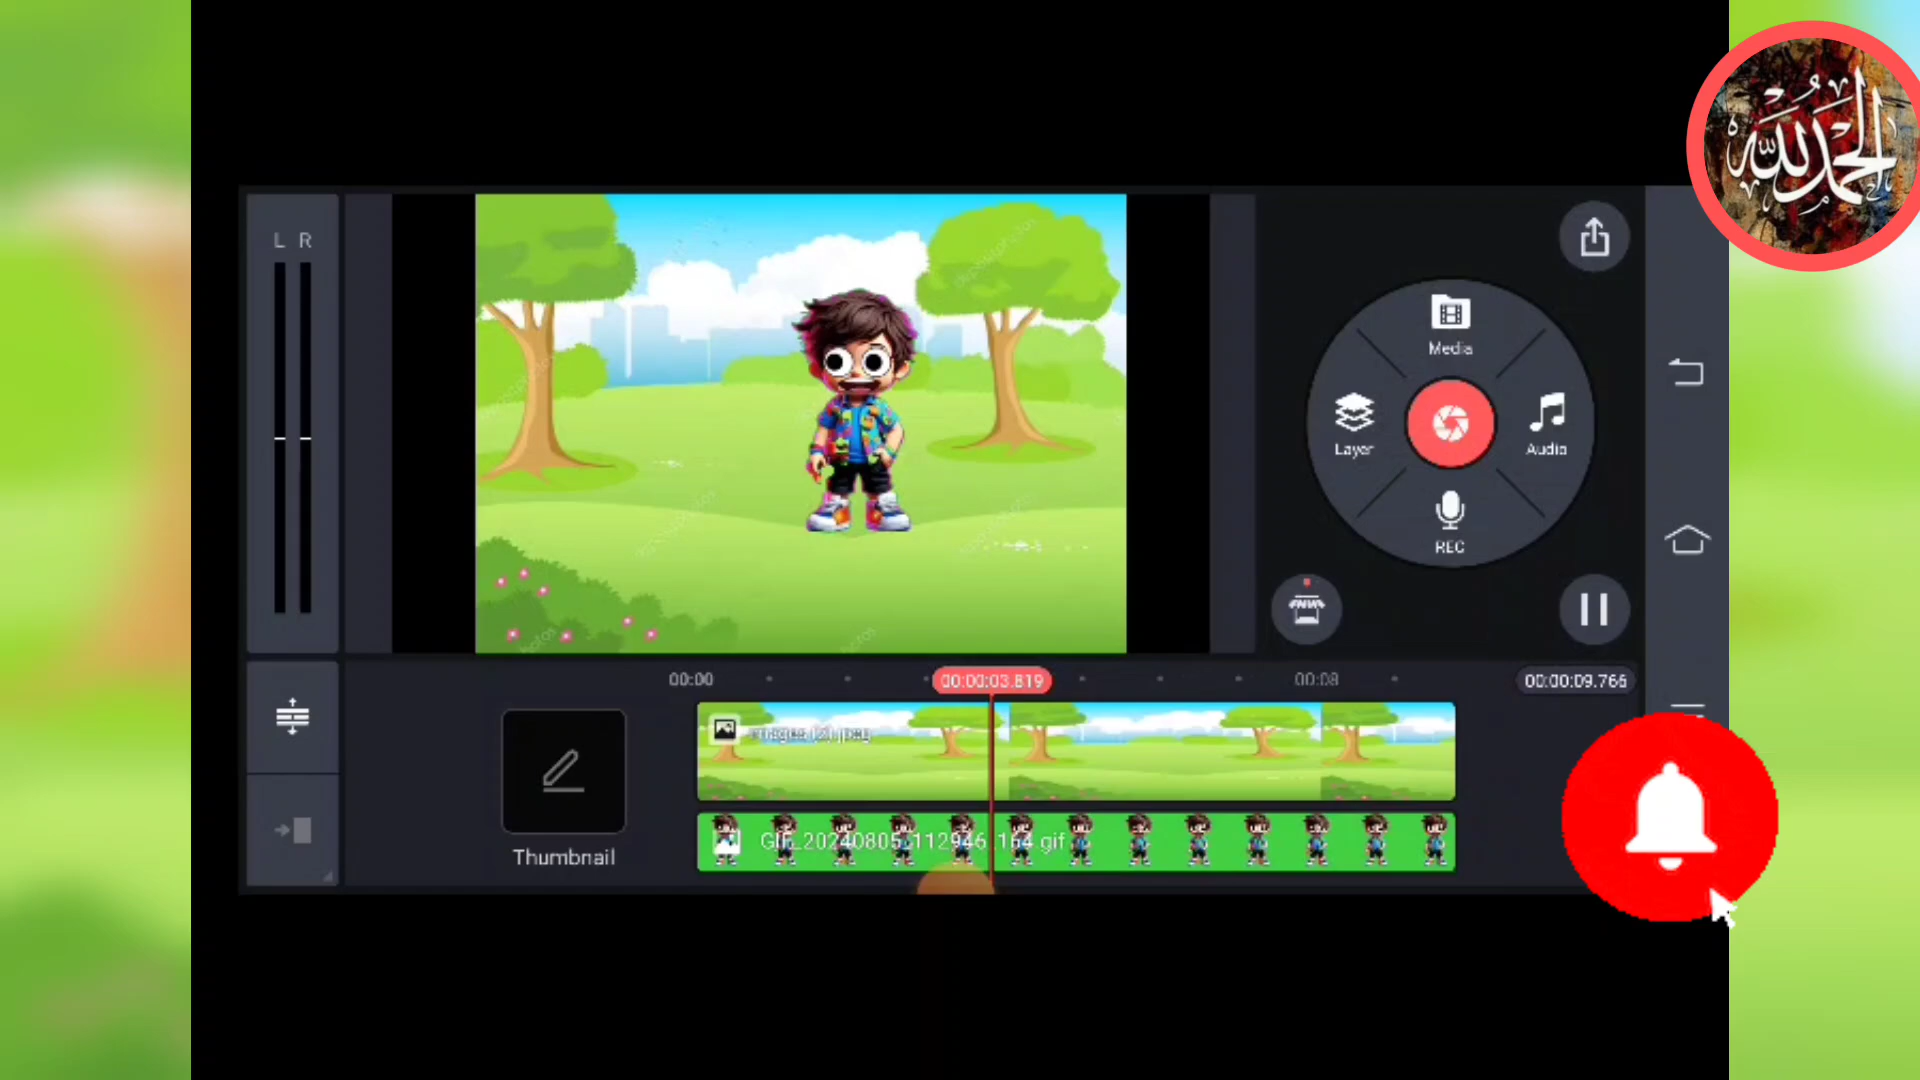 الحمد لله
L R
Media
Layer
Audio
REC
00:00
00:00:03.819
00:08
00:00:09.766
Thumbnail
GIF_20240805_112946_164.gif